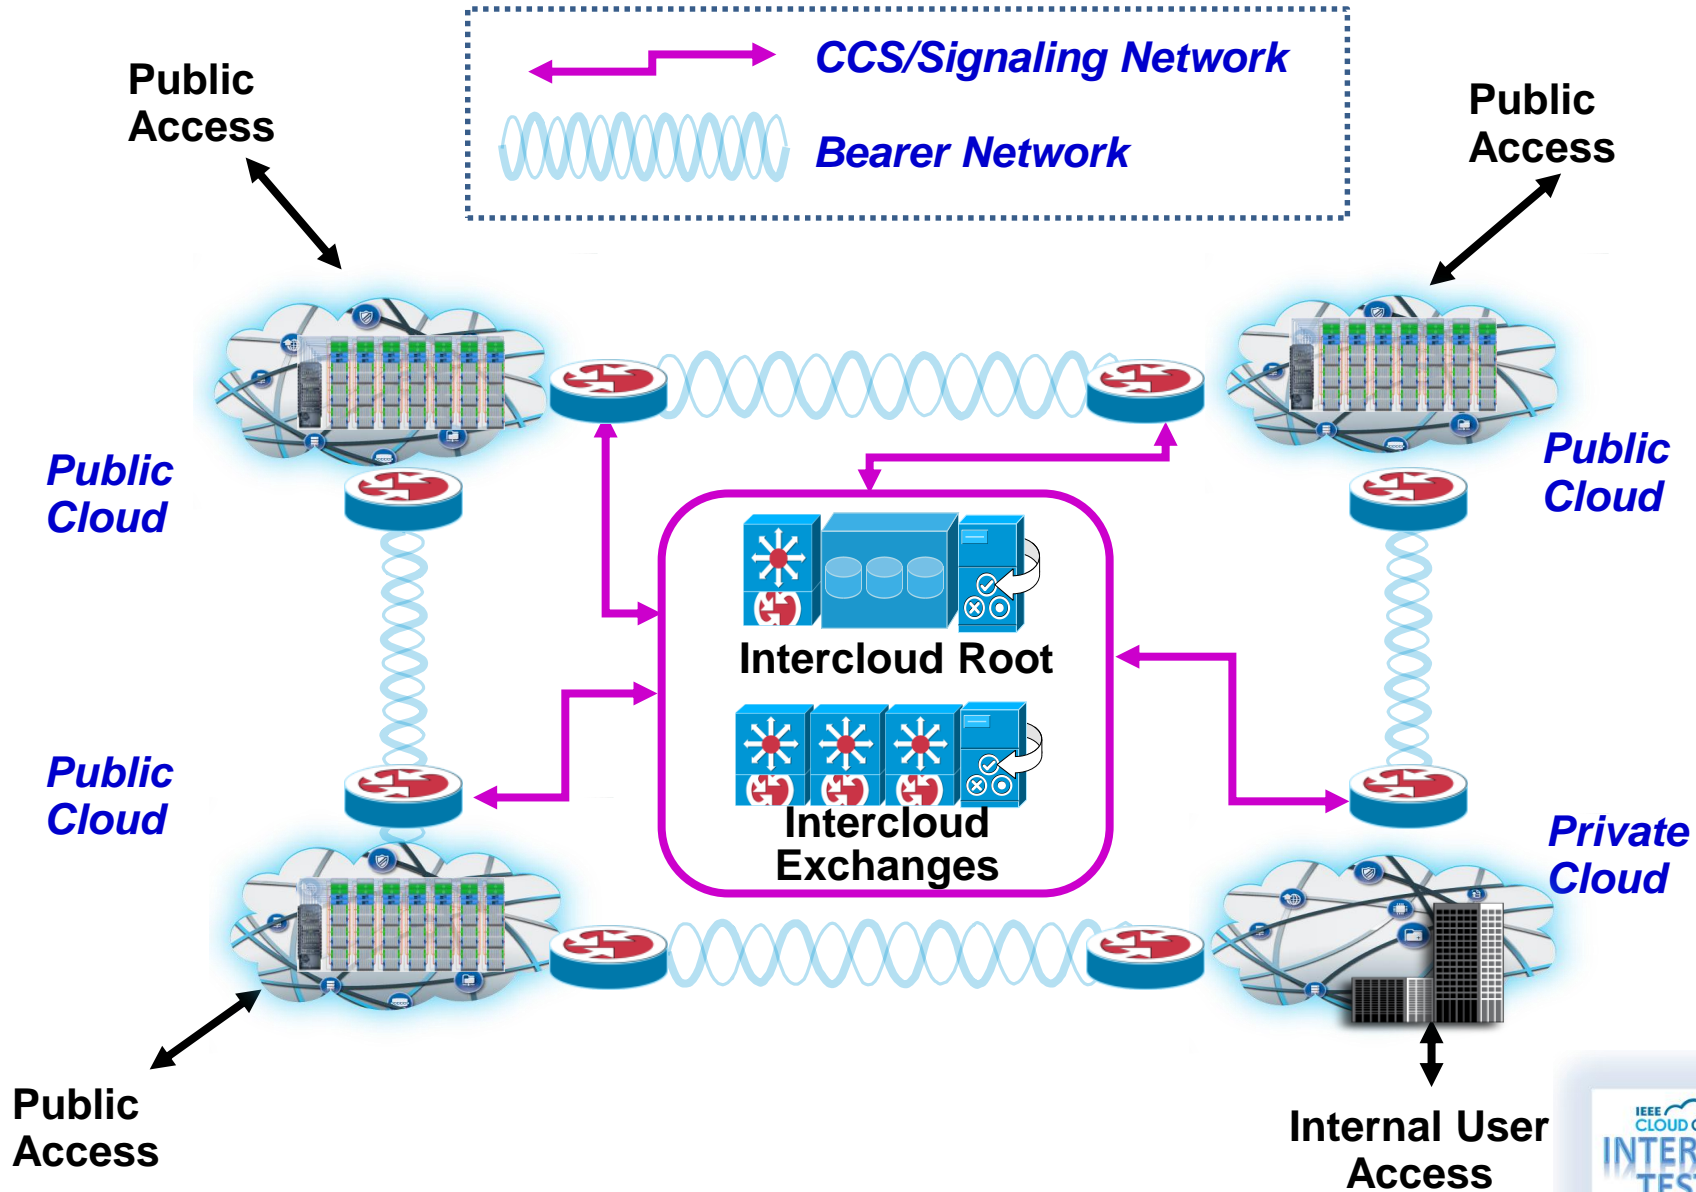 CCS/Signaling Network
Bearer Network
Public
Access
Public
Access
Public
Cloud
Public
Cloud
Intercloud Root
Public
Cloud
Intercloud
Exchanges
Private
Cloud
Public
Access
Internal User
Access
IEEE
CLOUD